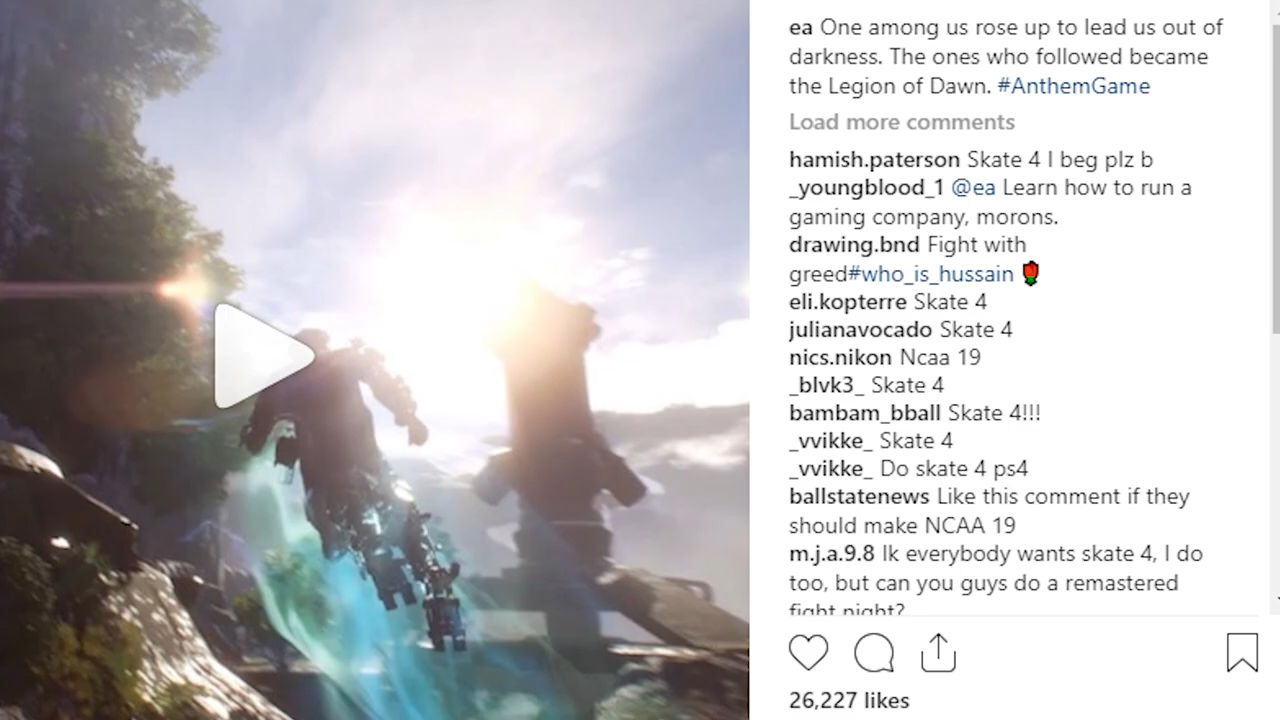 ea One among us rose up to lead us out of
darkness. The ones who followed became
the Legion of Dawn. #AnthemGame
Load more comments
hamish.paterson Skate 4 I beg plz b
_youngblood_1 @ea Learn how to run a
gaming company, morons.
drawing.bnd Fight with
greed#who_is_hussain 🌹
eli.kopterre Skate 4
julianavocado Skate 4
nics.nikon Ncaa 19
_blvk3_ Skate 4
bambam_bball Skate 4!!!
_vvikke_ Skate 4
_vvikke_ Do skate 4 ps4
ballstatenews Like this comment if they
should make NCAA 19
m.j.a.9.8 Ik everybody wants skate 4, I do
too, but can you guys do a remastered
fight night?
26,227 likes